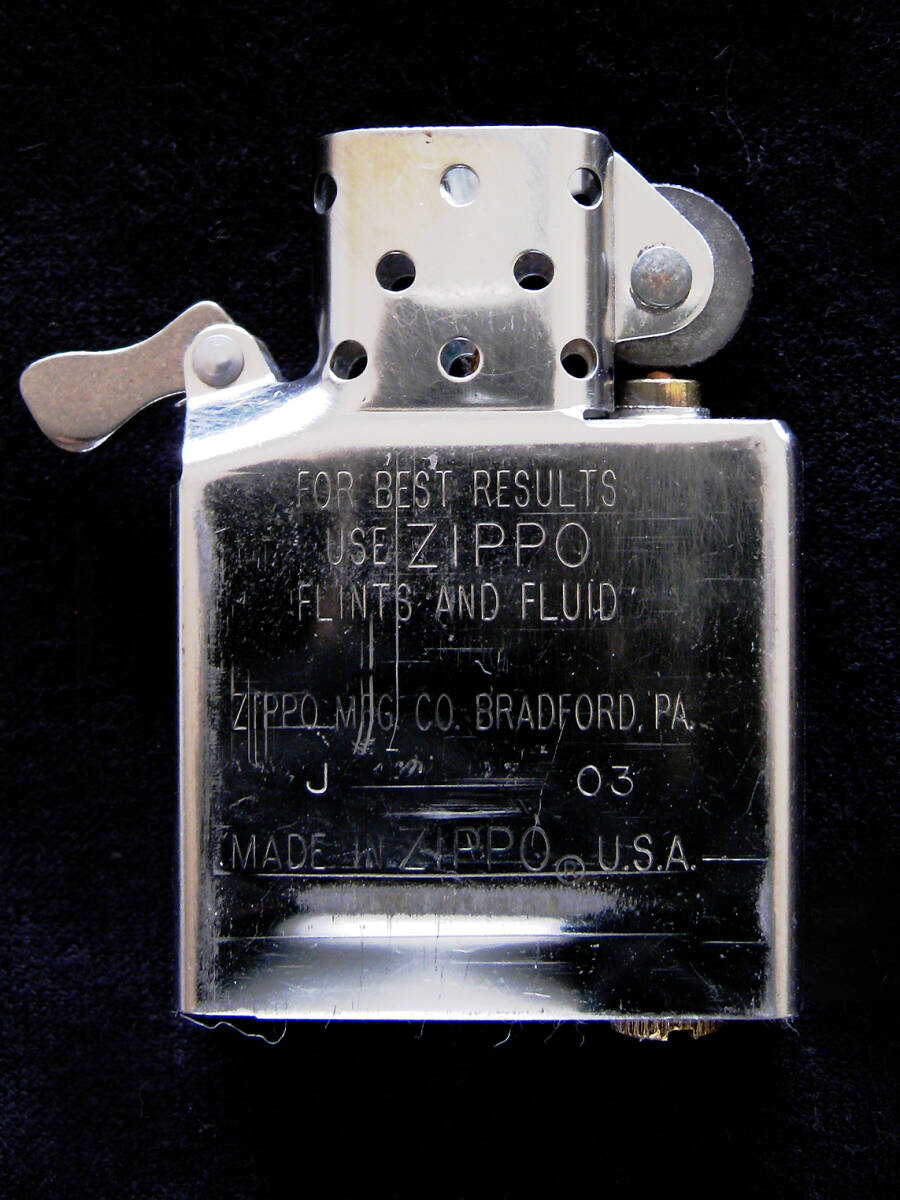 FOR BEST RESULTS
USE ZIPPO
FLINTS AND FLUID
ZIPPO MFG. CO. BRADFORD, PA.
J 03
MADE IN ZIPPO ® U.S.A.